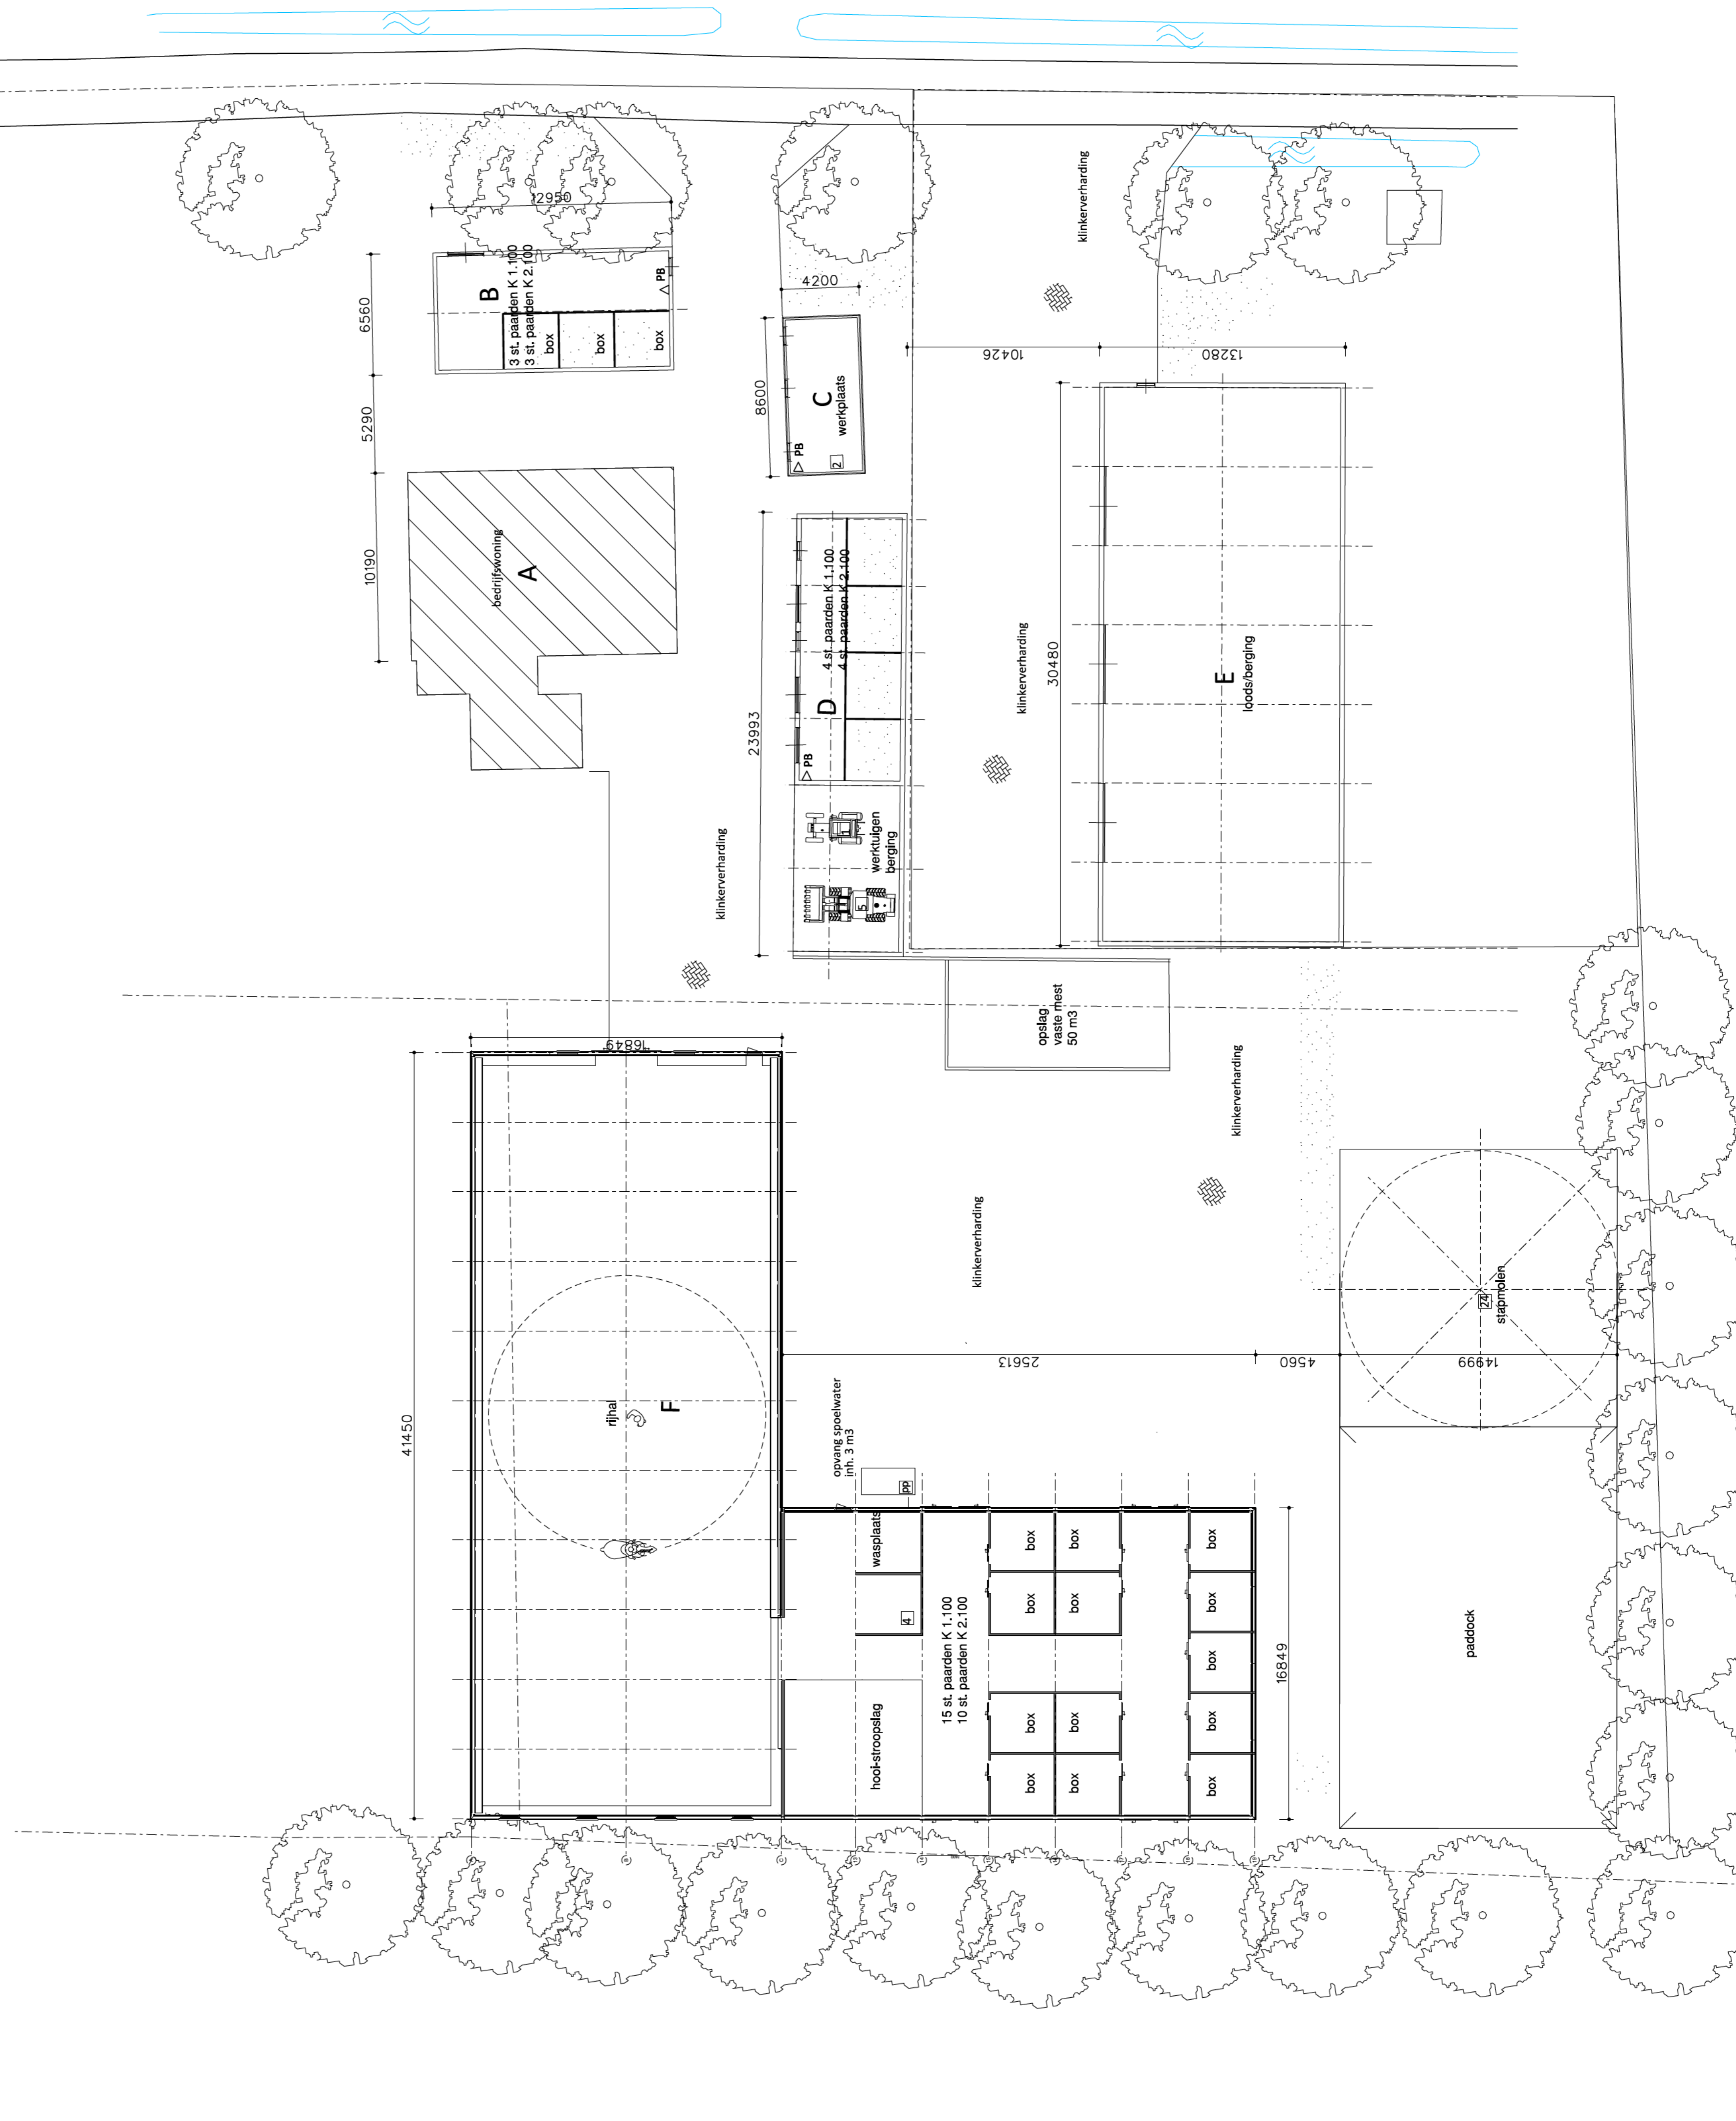 12950
6560
B
3 st. paarden K 1.100
3 st. paarden K 2.100
PB
box
box
box
5290
4200
8600
C
werkplaats
PB
2
klinkerverharding
10426
13280
10190
bedrijfswoning
A
23993
4 st. paarden K 1.100
4 st. paarden K 2.100
D
PB
1
werktuigen
berging
5
klinkerverharding
30480
E
loods/berging
klinkerverharding
opslag
vaste mest
50 m3
klinkerverharding
klinkerverharding
16849
41450
rijhal
F
25613
4560
14999
24
stapmolen
opvang spoelwater
inh. 3 m3
pp
wasplaats
4
15 st. paarden K 1.100
10 st. paarden K 2.100
hooi-stroopslag
box
box
box
box
box
box
box
box
box
box
box
box
box
16849
paddock